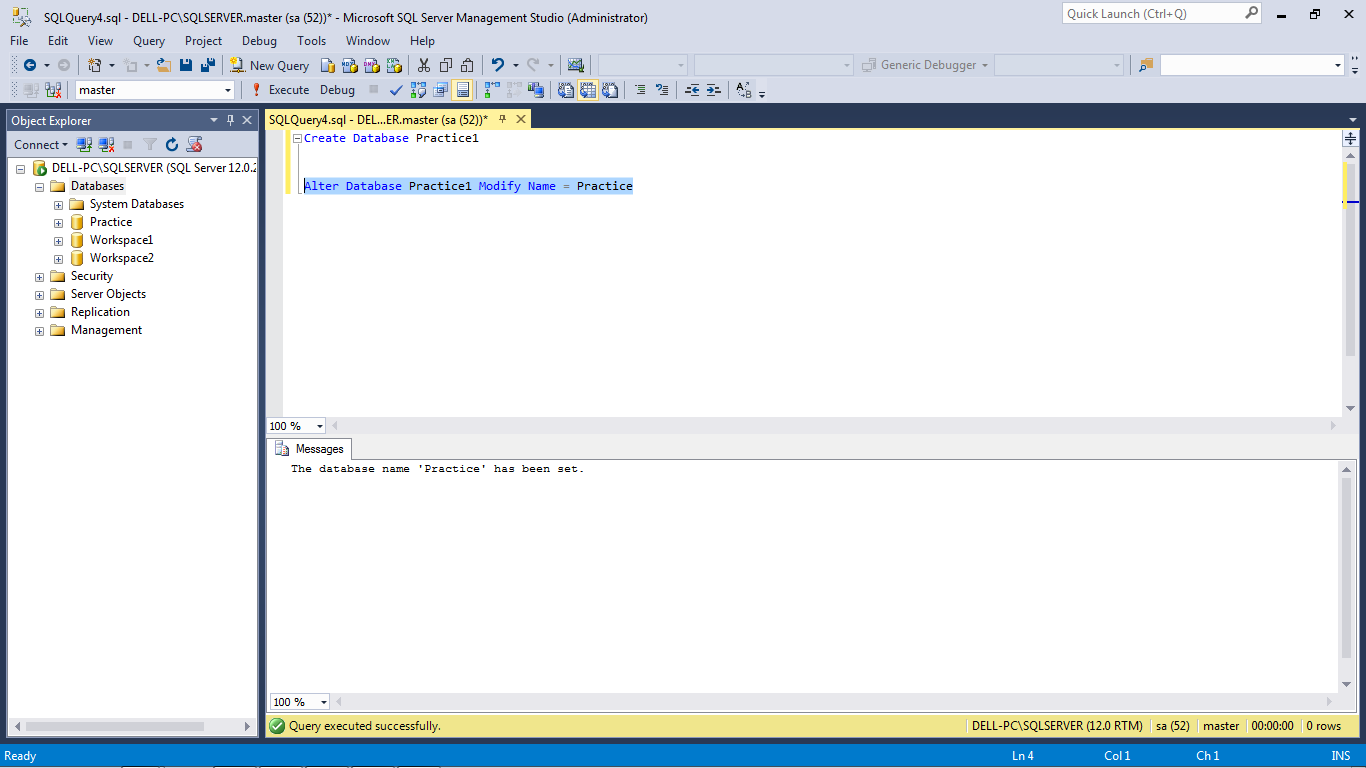 SQLQuery4.sql - DELL-PC\SQLSERVER.master (sa (52))* - Microsoft SQL Server Management Studio (Administrator)
Quick Launch (Ctrl+Q)
File Edit View Query Project Debug Tools Window Help
New Query
Generic Debugger
master
Execute Debug
Object Explorer
Connect
DELL-PC\SQLSERVER (SQL Server 12.0.2
Databases
System Databases
Practice
Workspace1
Workspace2
Security
Server Objects
Replication
Management
SQLQuery4.sql - DEL...ER.master (sa (52))*
Create Database Practice1
Alter Database Practice1 Modify Name = Practice
100 %
Messages
The database name 'Practice' has been set.
100 %
Query executed successfully.
DELL-PC\SQLSERVER (12.0 RTM) sa (52) master 00:00:00 0 rows
Ready
Ln 4 Col 1 Ch 1 INS